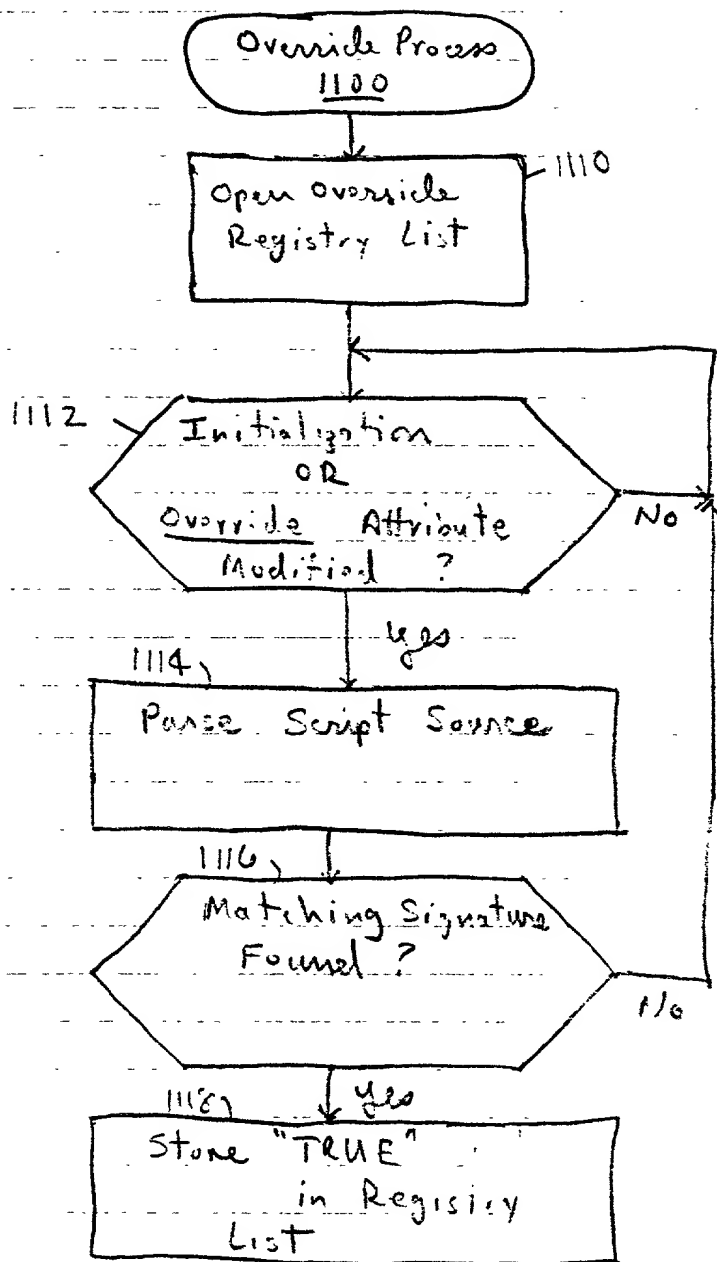 Override Process
1100
1110
Open Override
Registry List
1112
Initialization
OR
Override Attribute
Modified ?
No
Yes
1114
Parse Script Source
1116
Matching Signature
Found ?
No
Yes
1118
Store "TRUE"
in Registry
List